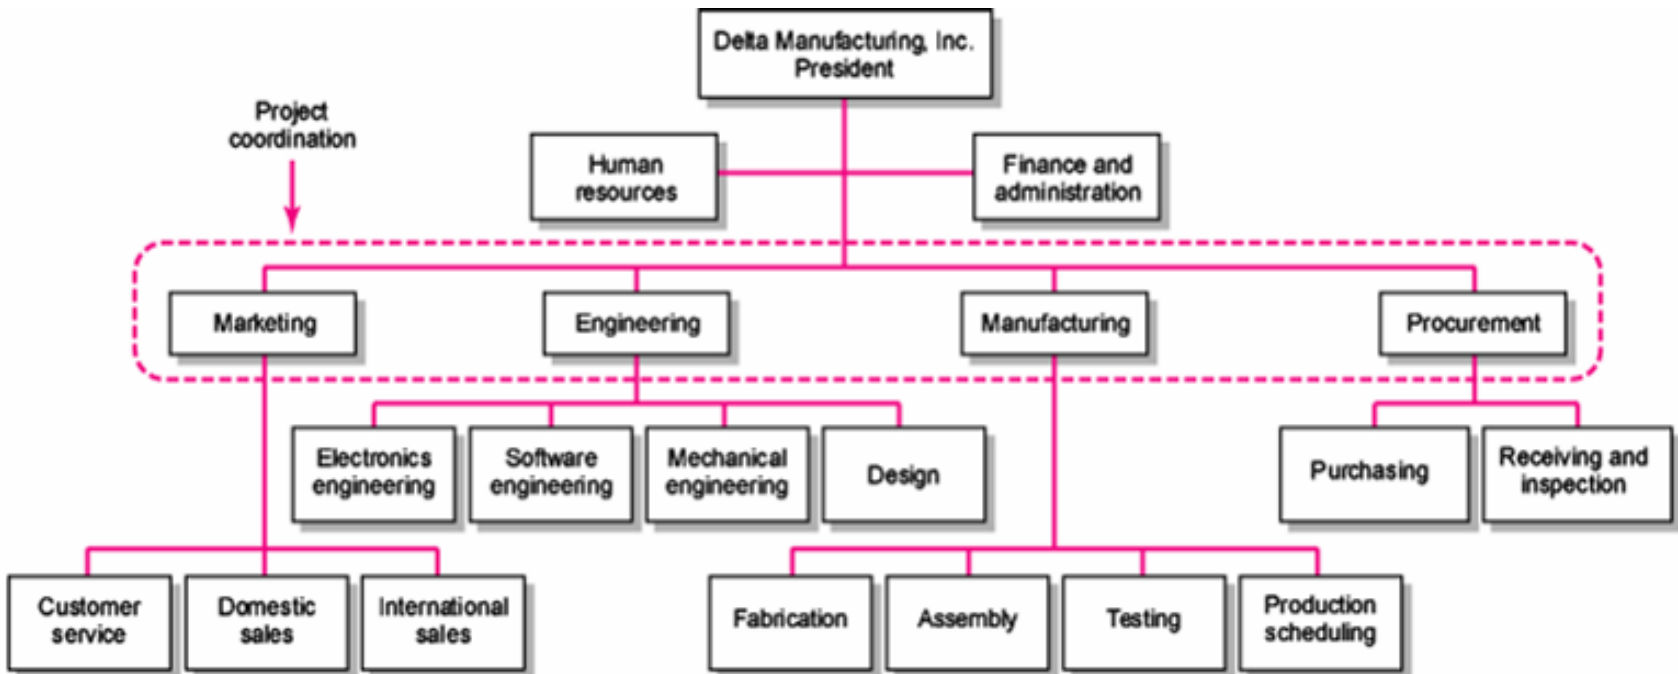 Delta Manufacturing, Inc.
President
Project
coordination
Human
resources
Finance and
administration
Marketing
Engineering
Manufacturing
Procurement
Electronics
engineering
Software
engineering
Mechanical
engineering
Design
Purchasing
Receiving and
inspection
Customer
service
Domestic
sales
International
sales
Fabrication
Assembly
Testing
Production
scheduling